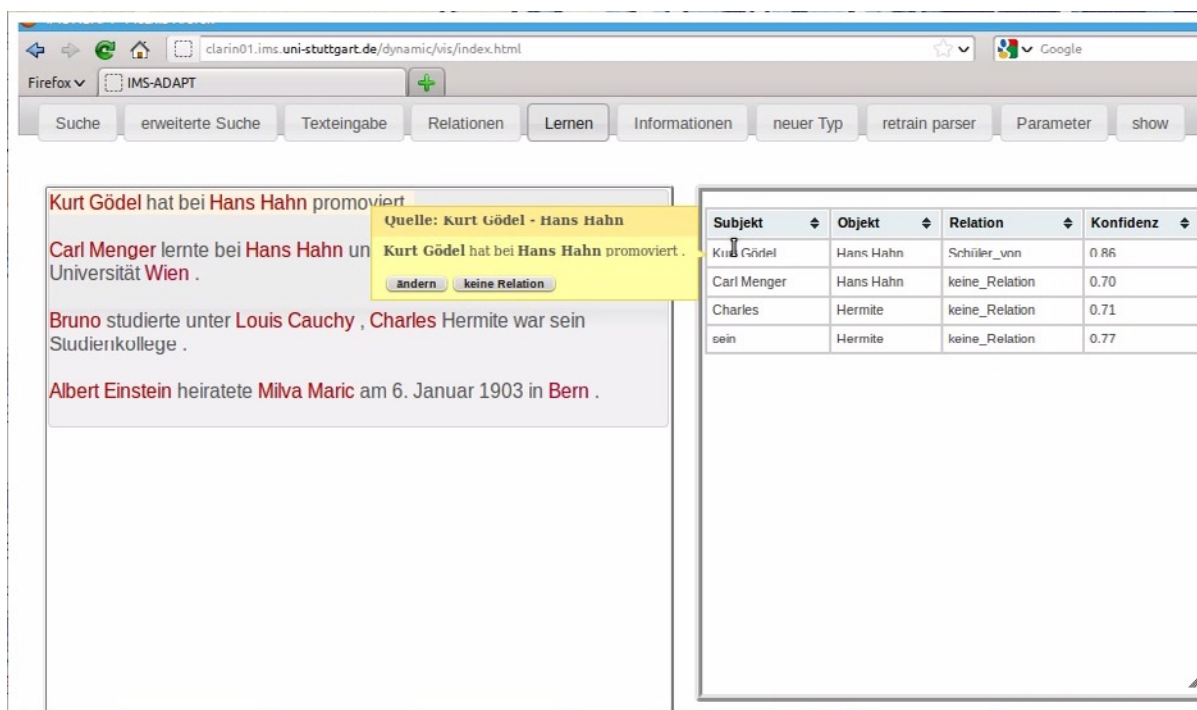 clarin01.ims.uni-stuttgart.de/dynamic/vis/index.html
Google
Firefox
IMS-ADAPT
Suche erweiterte Suche Texteingabe Relationen Lernen Informationen neuer Typ retrain parser Parameter show
Kurt Gödel hat bei Hans Hahn promoviert
Carl Menger lernte bei Hans Hahn un
Universität Wien .
Bruno studierte unter Louis Cauchy , Charles Hermite war sein
Studienkollege .
Albert Einstein heiratete Milva Maric am 6. Januar 1903 in Bern .
Quelle: Kurt Gödel - Hans Hahn
Kurt Gödel hat bei Hans Hahn promoviert .
ändern keine Relation
Subjekt Objekt Relation Konfidenz
Kurt Gödel Hans Hahn Schüler_von 0.86
Carl Menger Hans Hahn keine_Relation 0.70
Charles Hermite keine_Relation 0.71
sein Hermite keine_Relation 0.77